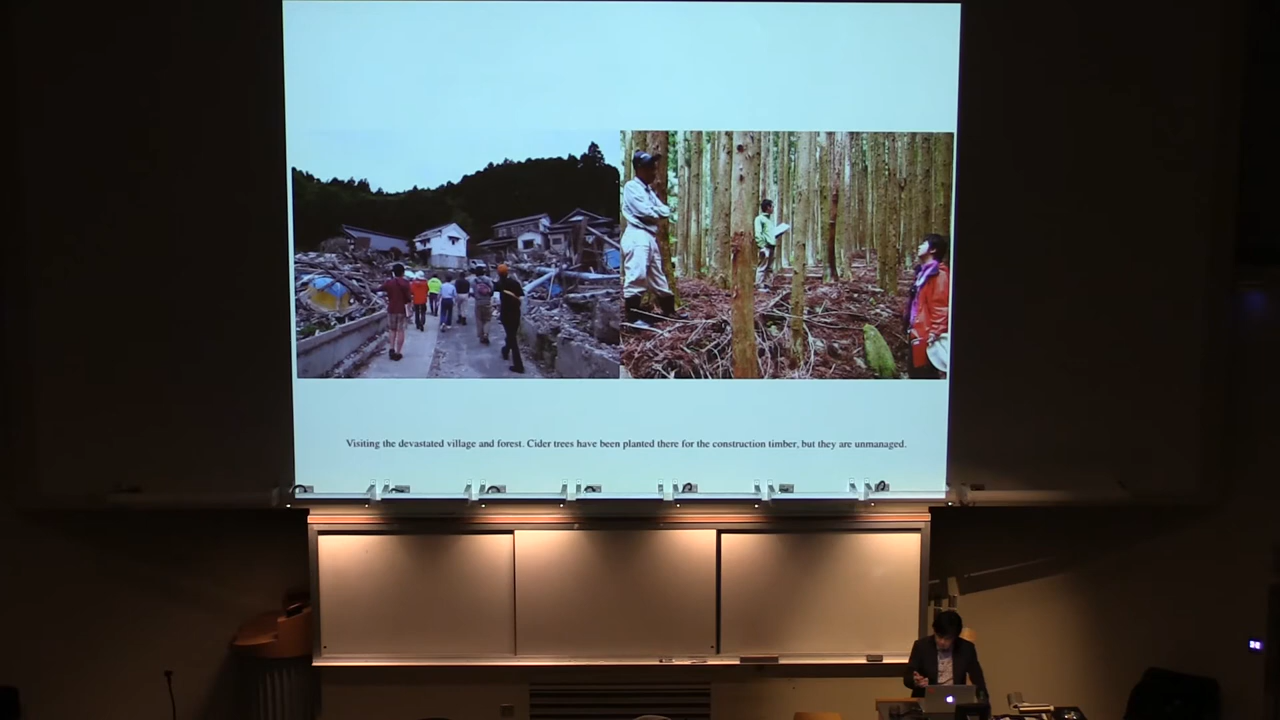 Visiting the devastated village and forest. Cider trees have been planted there for the construction timber, but they are unmanaged.